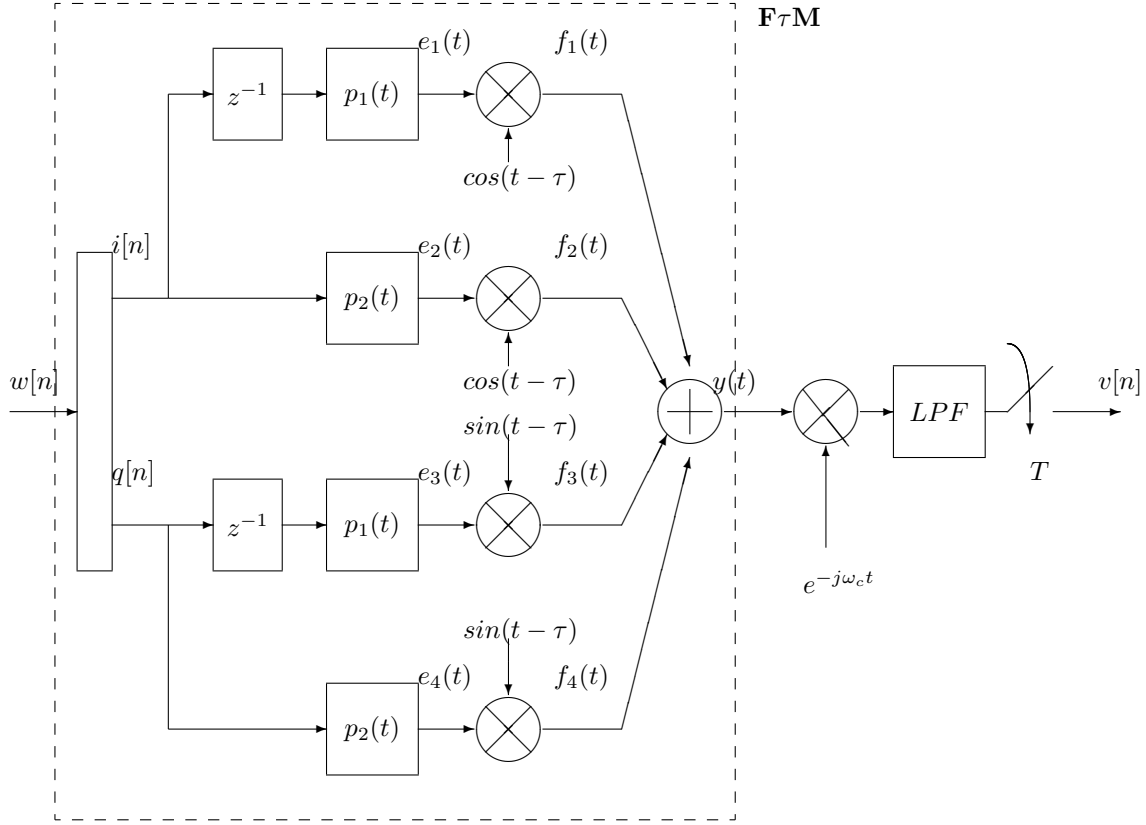 FτM
e₁(t)
f₁(t)
z⁻¹
p₁(t)
cos(t − τ)
i[n]
e₂(t)
f₂(t)
p₂(t)
w[n]
cos(t − τ)
y(t)
LPF
v[n]
sin(t − τ)
q[n]
e₃(t)
f₃(t)
T
z⁻¹
p₁(t)
e^{−jω_c t}
sin(t − τ)
e₄(t)
f₄(t)
p₂(t)